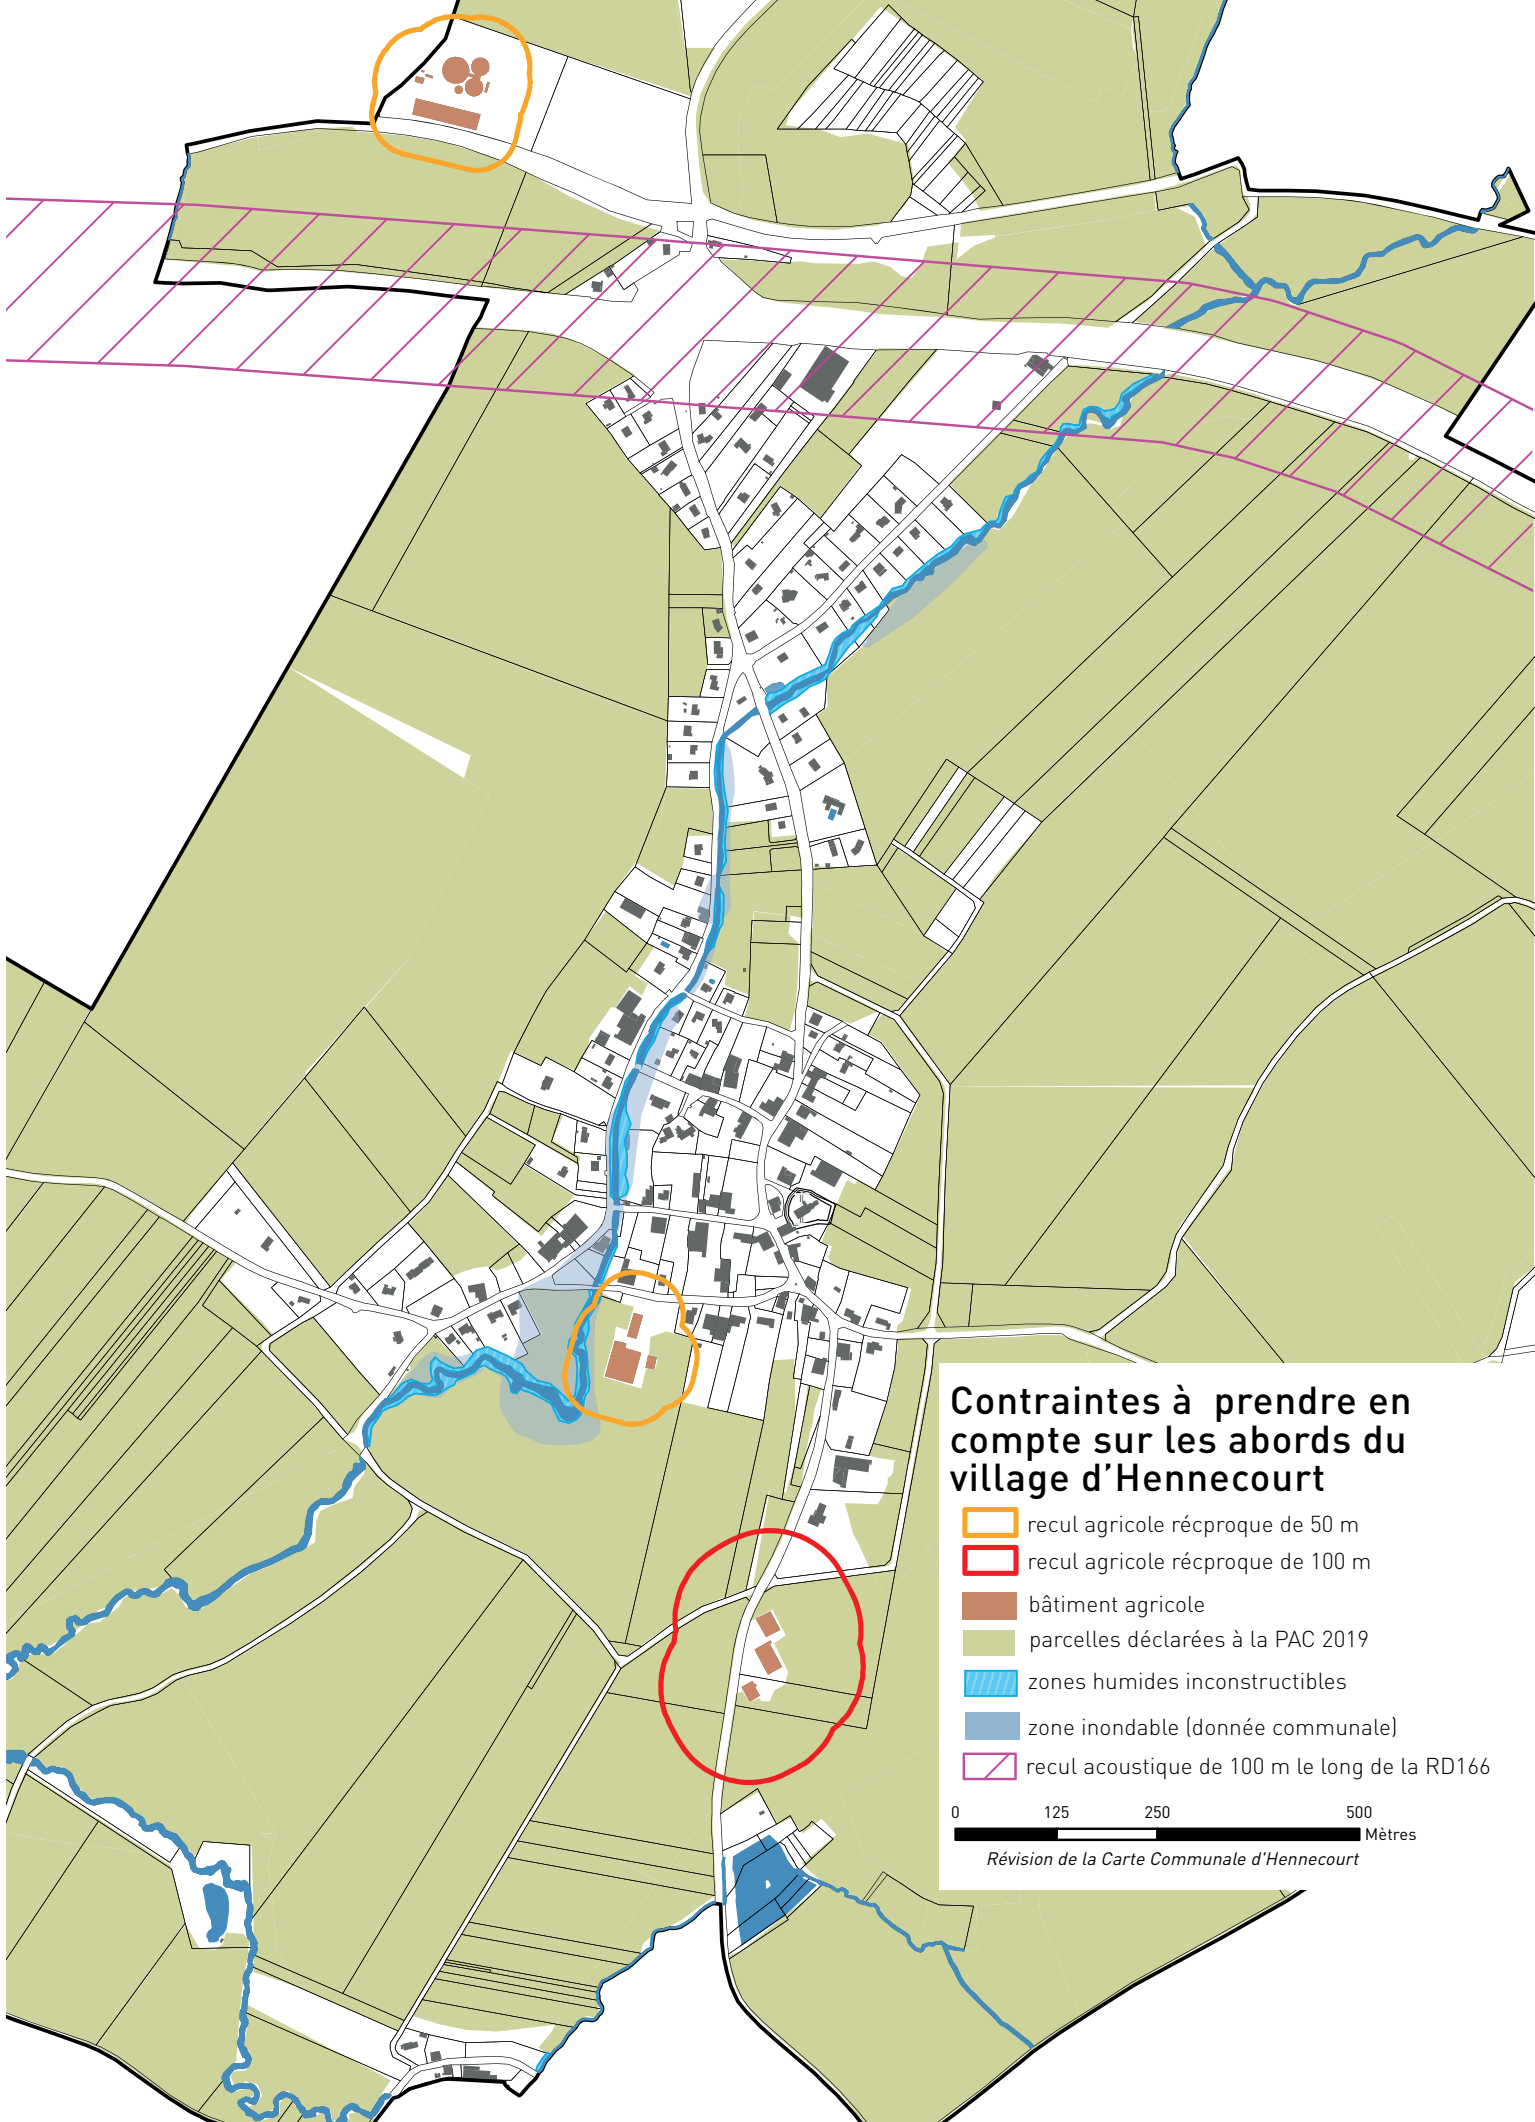 Contraintes à prendre en
compte sur les abords du
village d'Hennecourt
recul agricole récproque de 50 m
recul agricole récproque de 100 m
bâtiment agricole
parcelles déclarées à la PAC 2019
zones humides inconstructibles
zone inondable (donnée communale)
recul acoustique de 100 m le long de la RD166
0 125 250 500
Mètres
Révision de la Carte Communale d'Hennecourt